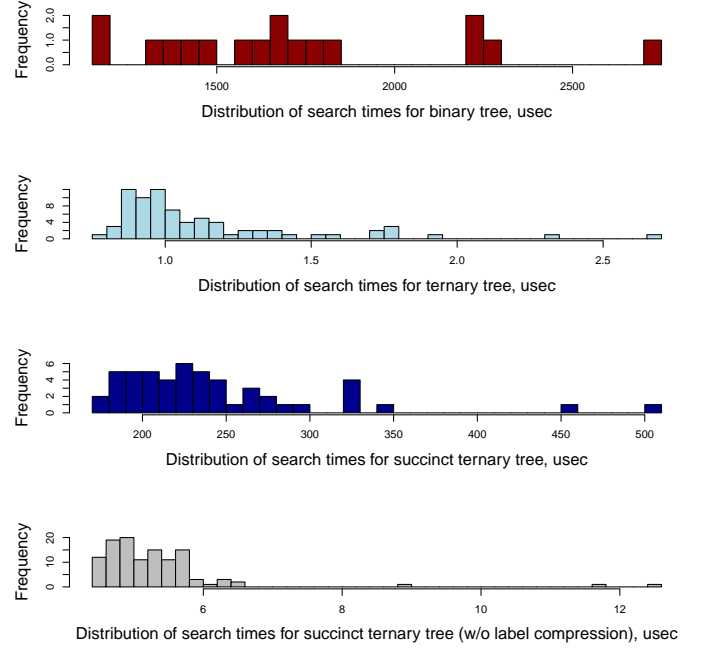 Frequency
0.0 1.0 2.0
1500 2000 2500
Distribution of search times for binary tree, usec
Frequency
0 4 8
1.0 1.5 2.0 2.5
Distribution of search times for ternary tree, usec
Frequency
0 2 4 6
200 250 300 350 400 450 500
Distribution of search times for succinct ternary tree, usec
Frequency
0 10 20
6 8 10 12
Distribution of search times for succinct ternary tree (w/o label compression), usec